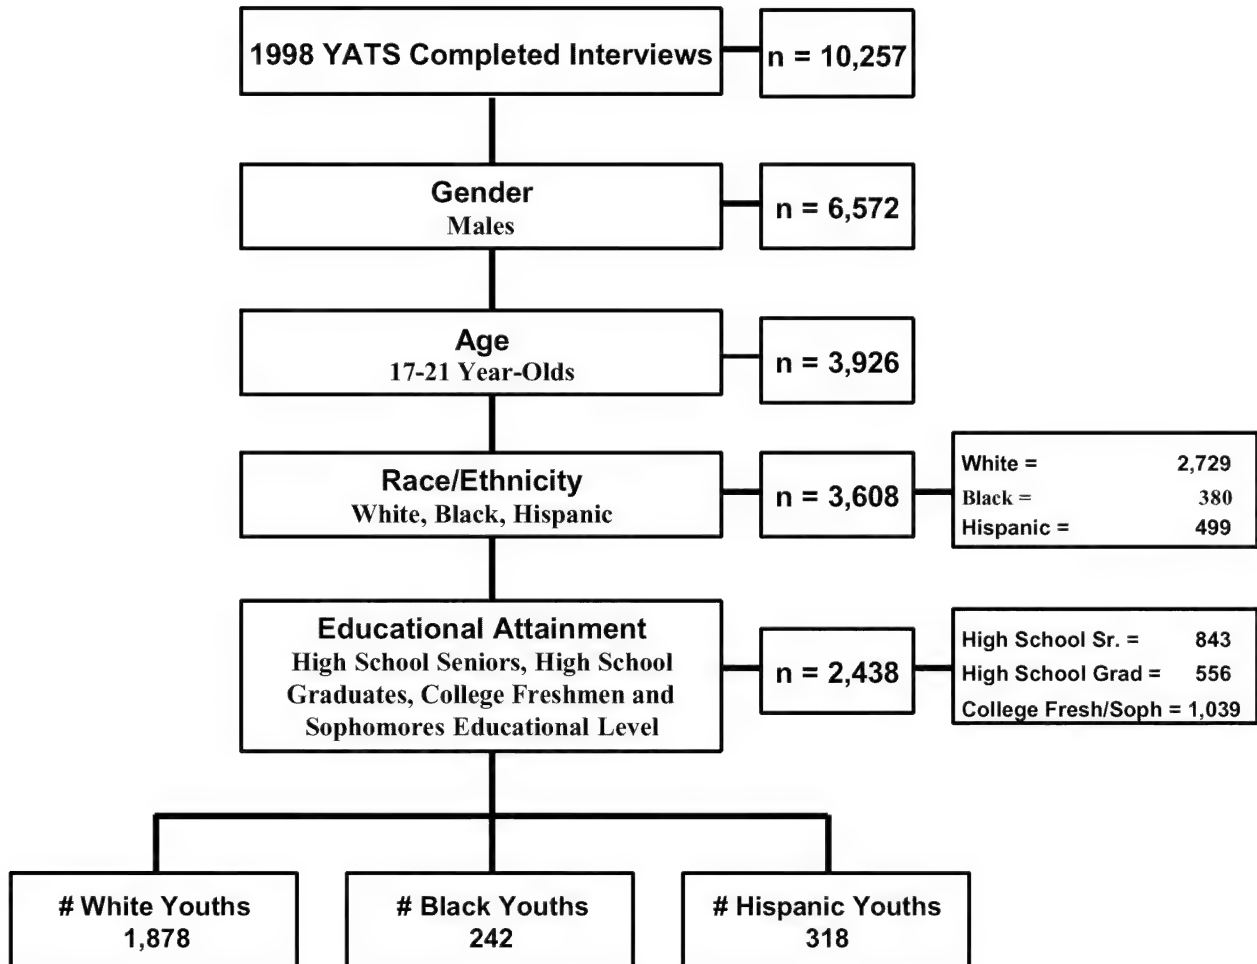 1998 YATS Completed Interviews
n = 10,257
Gender
Males
n = 6,572
Age
17-21 Year-Olds
n = 3,926
Race/Ethnicity
White, Black, Hispanic
n = 3,608
White = 2,729
Black = 380
Hispanic = 499
Educational Attainment
High School Seniors, High School
Graduates, College Freshmen and
Sophomores Educational Level
n = 2,438
High School Sr. = 843
High School Grad = 556
College Fresh/Soph = 1,039
# White Youths
1,878
# Black Youths
242
# Hispanic Youths
318